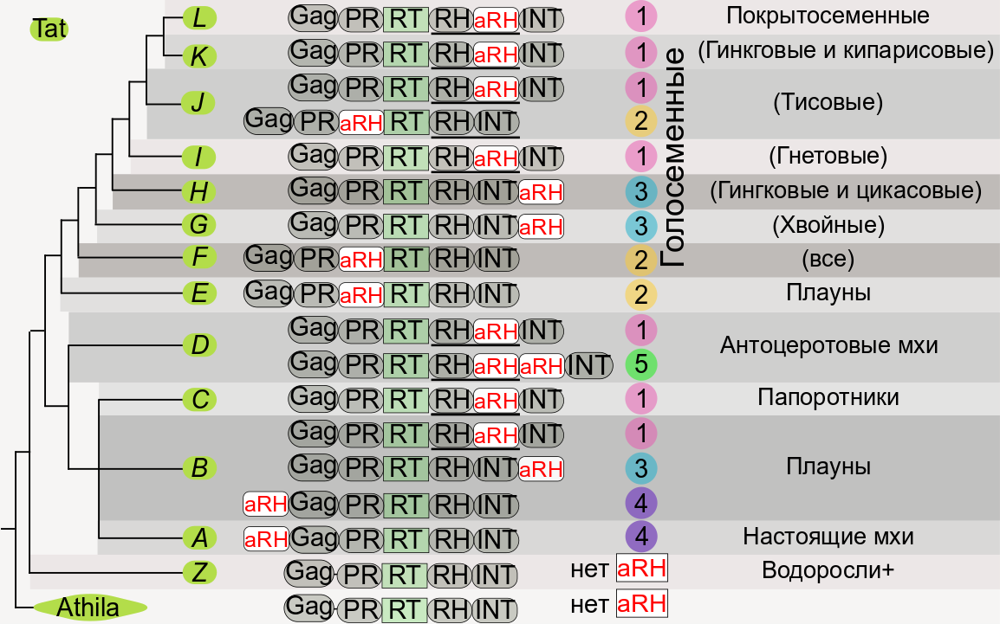 Tat
L Gag PR RT RH aRH INT 1 Покрытосеменные
K Gag PR RT RH aRH INT 1 (Гинкговые и кипарисовые)
J Gag PR RT RH aRH INT 1 (Тисовые)
Gag PR aRH RT RH INT 2
I Gag PR RT RH aRH INT 1 (Гнетовые)
H Gag PR RT RH INT aRH 3 (Гингковые и цикасовые)
G Gag PR RT RH INT aRH 3 (Хвойные)
F Gag PR aRH RT RH INT 2 (все)
Голосеменные
E Gag PR aRH RT RH INT 2 Плауны
D Gag PR RT RH aRH INT 1 Антоцеротовые мхи
Gag PR RT RH aRH aRH INT 5
C Gag PR RT RH aRH INT 1 Папоротники
Gag PR RT RH aRH INT 1
B Gag PR RT RH INT aRH 3 Плауны
aRH Gag PR RT RH INT 4
A aRH Gag PR RT RH INT 4 Настоящие мхи
Z Gag PR RT RH INT нет aRH Водоросли+
Athila Gag PR RT RH INT нет aRH